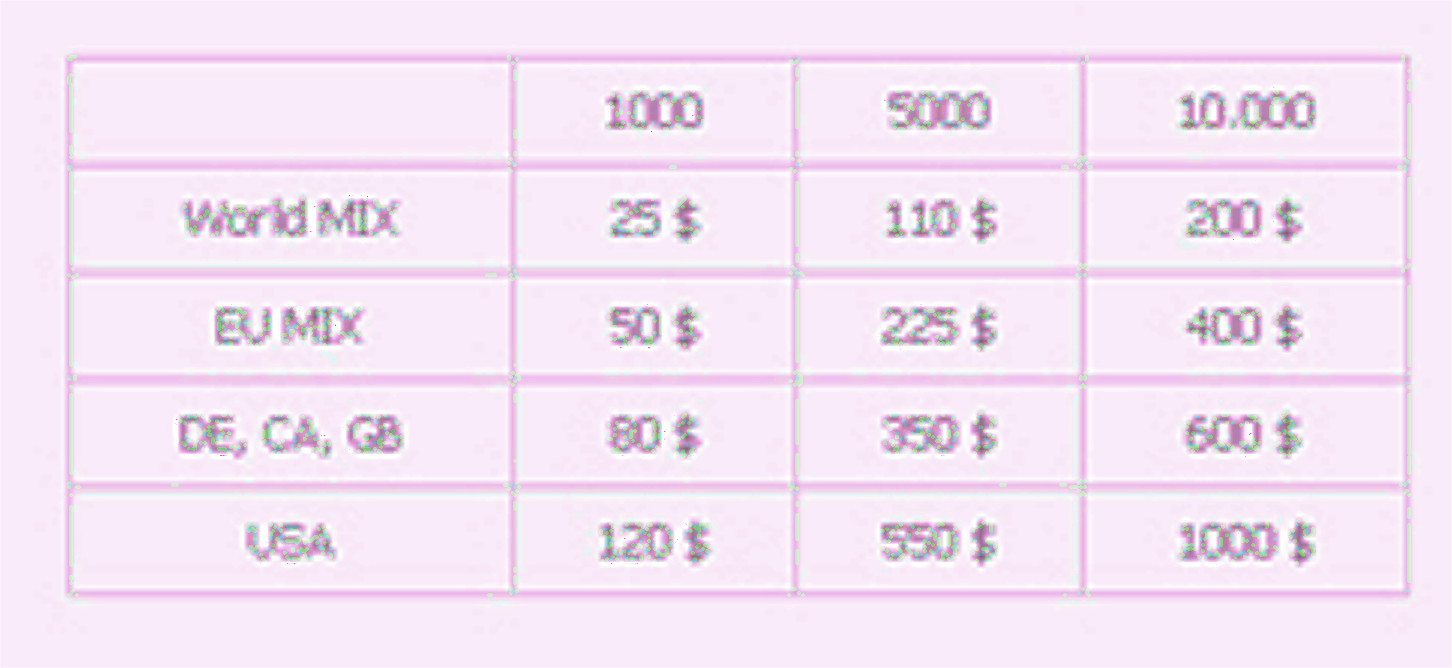 1000 5000 10.000
World MIX 25 $ 110 $ 200 $
EU MIX 50 $ 225 $ 400 $
DE, CA, GB 80 $ 350 $ 600 $
USA 120 $ 550 $ 1000 $